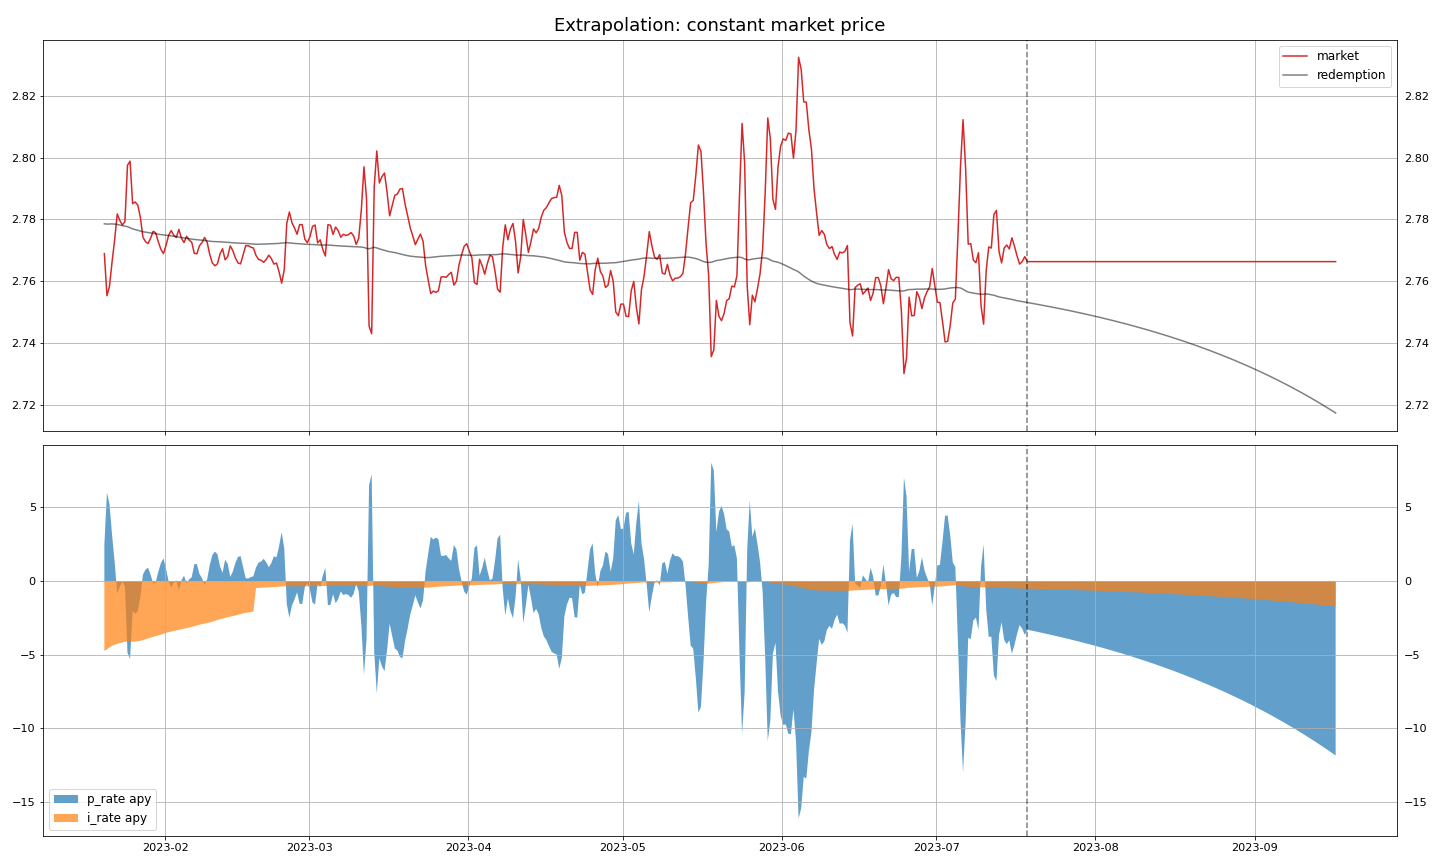 Extrapolation: constant market price
market
redemption
2.82 2.82
2.80 2.80
2.78 2.78
2.76 2.76
2.74 2.74
2.72 2.72
5 5
0 0
−5 −5
−10 −10
−15 −15
p_rate apy
i_rate apy
2023-02 2023-03 2023-04 2023-05 2023-06 2023-07 2023-08 2023-09